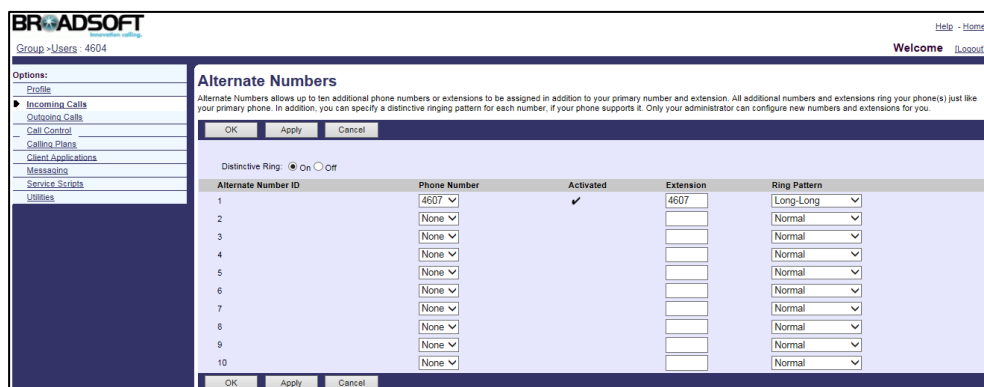 BROADSOFT
innovation calling.
Help - Home
Group >Users : 4604
Welcome [Logout
Options:
Profile
Incoming Calls
Outgoing Calls
Call Control
Calling Plans
Client Applications
Messaging
Service Scripts
Utilities
Alternate Numbers
Alternate Numbers allows up to ten additional phone numbers or extensions to be assigned in addition to your primary number and extension. All additional numbers and extensions ring your phone(s) just like
your primary phone. In addition, you can specify a distinctive ringing pattern for each number, if your phone supports it. Only your administrator can configure new numbers and extensions for you.
OK Apply Cancel
Distinctive Ring: On Off
Alternate Number ID Phone Number Activated Extension Ring Pattern
1 4607 ✔ 4607 Long-Long
2 None Normal
3 None Normal
4 None Normal
5 None Normal
6 None Normal
7 None Normal
8 None Normal
9 None Normal
10 None Normal
OK Apply Cancel